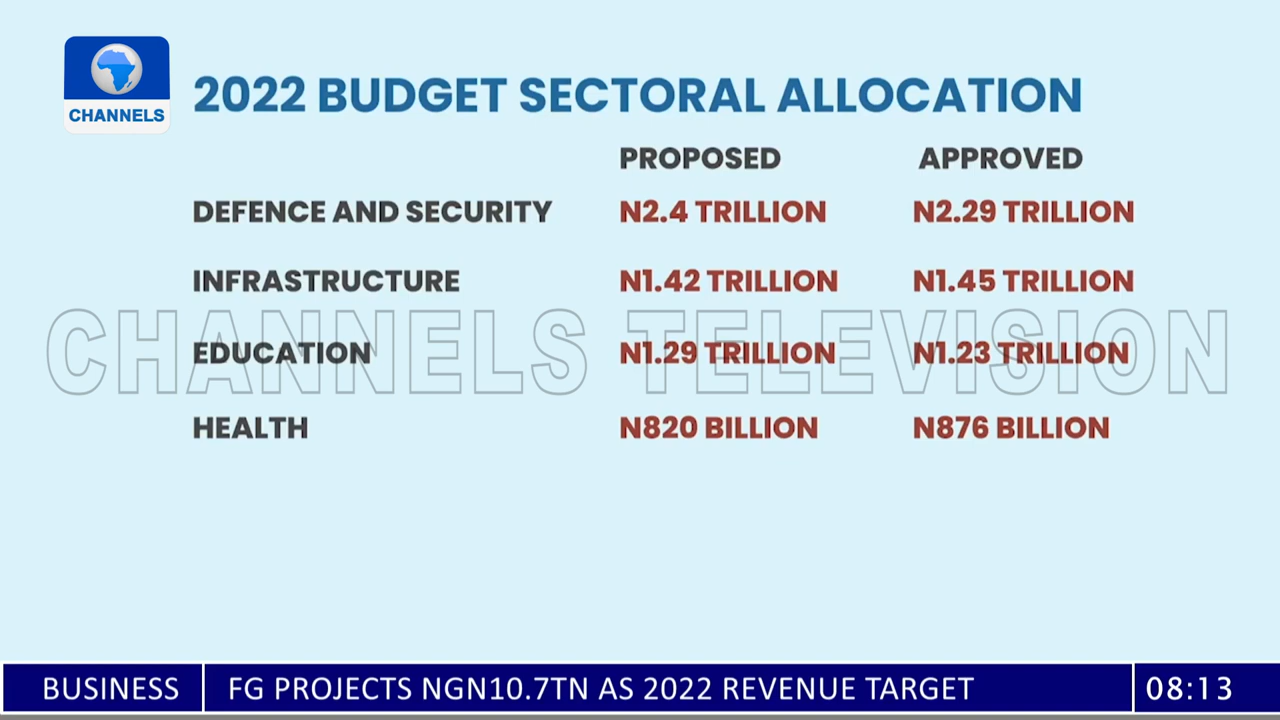 CHANNELS
2022 BUDGET SECTORAL ALLOCATION
PROPOSED APPROVED
DEFENCE AND SECURITY N2.4 TRILLION N2.29 TRILLION
INFRASTRUCTURE N1.42 TRILLION N1.45 TRILLION
CHANNELS TELEVISION
EDUCATION N1.29 TRILLION N1.23 TRILLION
HEALTH N820 BILLION N876 BILLION
BUSINESS FG PROJECTS NGN10.7TN AS 2022 REVENUE TARGET 08:13